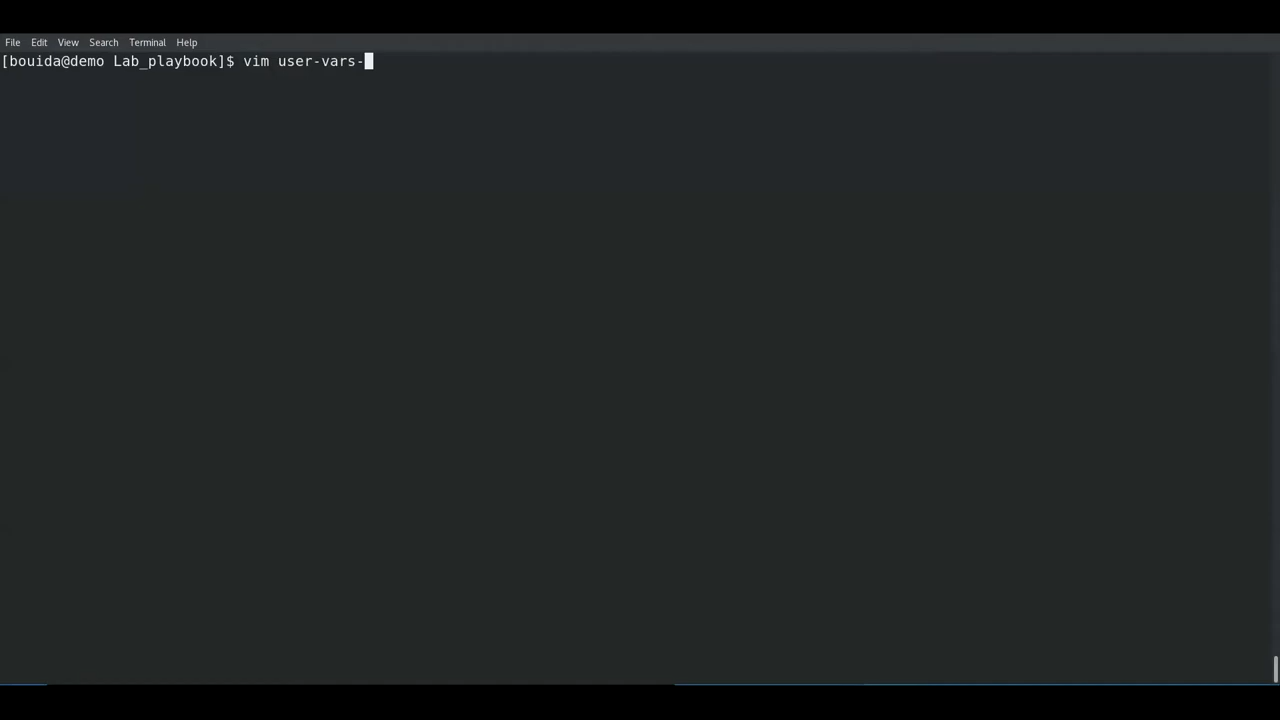 File Edit View Search Terminal Help
[bouida@demo Lab_playbook]$ vim user-vars-